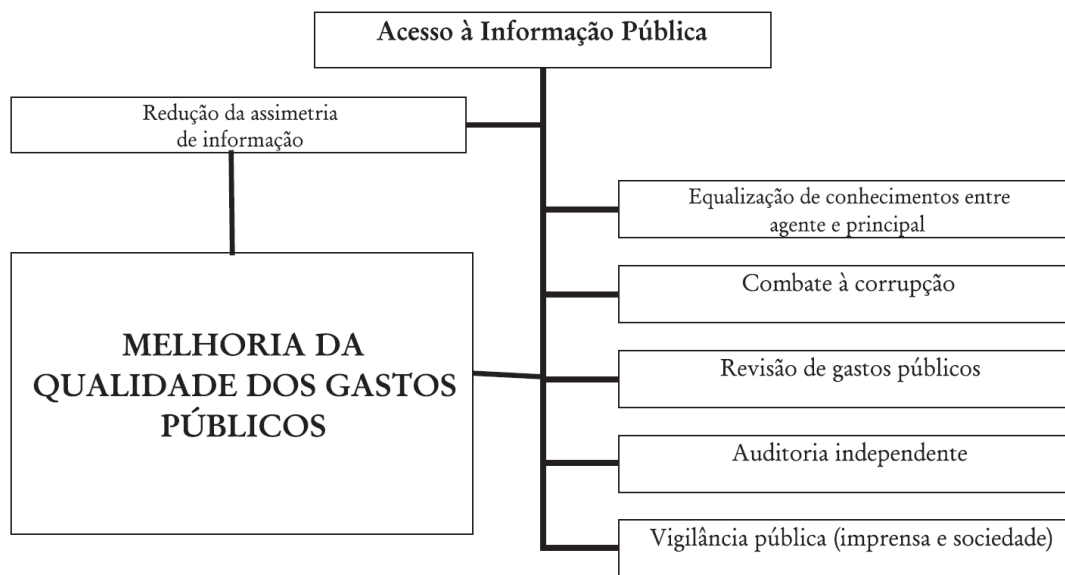 Acesso à Informação Pública
Redução da assimetria
de informação
Equalização de conhecimentos entre
agente e principal
Combate à corrupção
MELHORIA DA
QUALIDADE DOS GASTOS
PÚBLICOS
Revisão de gastos públicos
Auditoria independente
Vigilância pública (imprensa e sociedade)